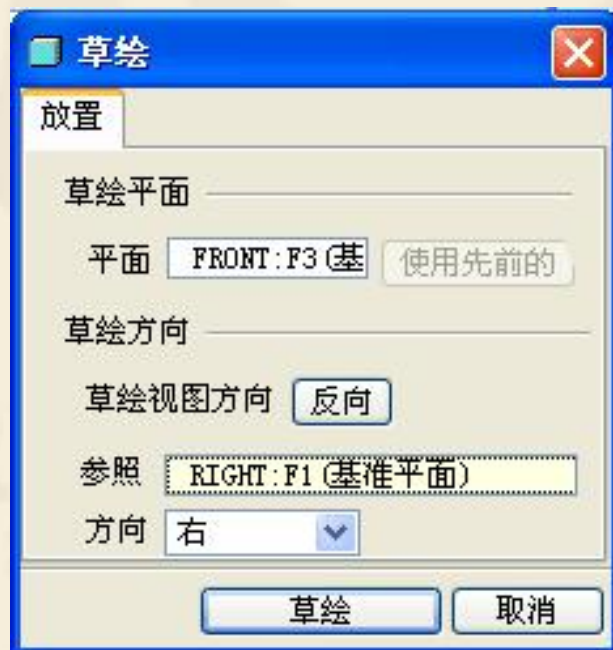 草绘
放置
草绘平面
平面 FRONT:F3(基 使用先前的
草绘方向
草绘视图方向 反向
参照 RIGHT:F1(基准平面)
方向 右
草绘 取消